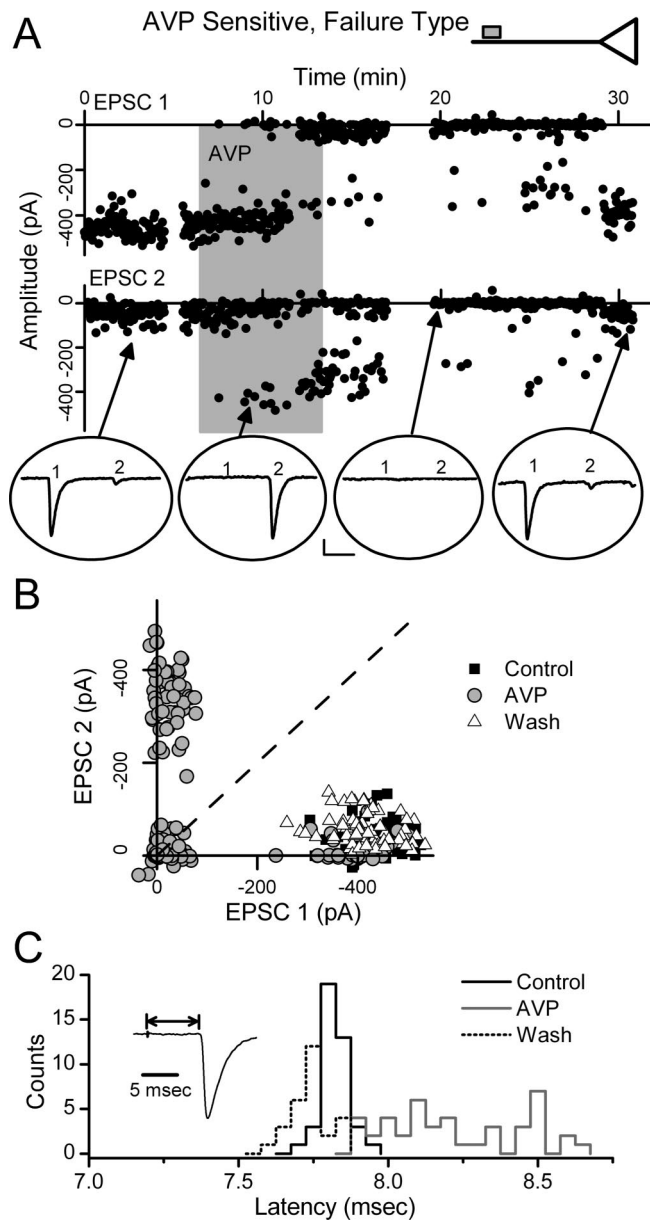 A
AVP Sensitive, Failure Type
Time (min)
0 10 20 30
EPSC 1
AVP
0
-200
-400
EPSC 2
Amplitude (pA)
0
-200
-400
1 2
1 2
1 2
1 2
B
EPSC 2 (pA)
-400
-200
0
Control
AVP
Wash
0 -200 -400
EPSC 1 (pA)
C
Counts
20
15
10
5
0
5 msec
Control
AVP
Wash
7.0 7.5 8.0 8.5
Latency (msec)